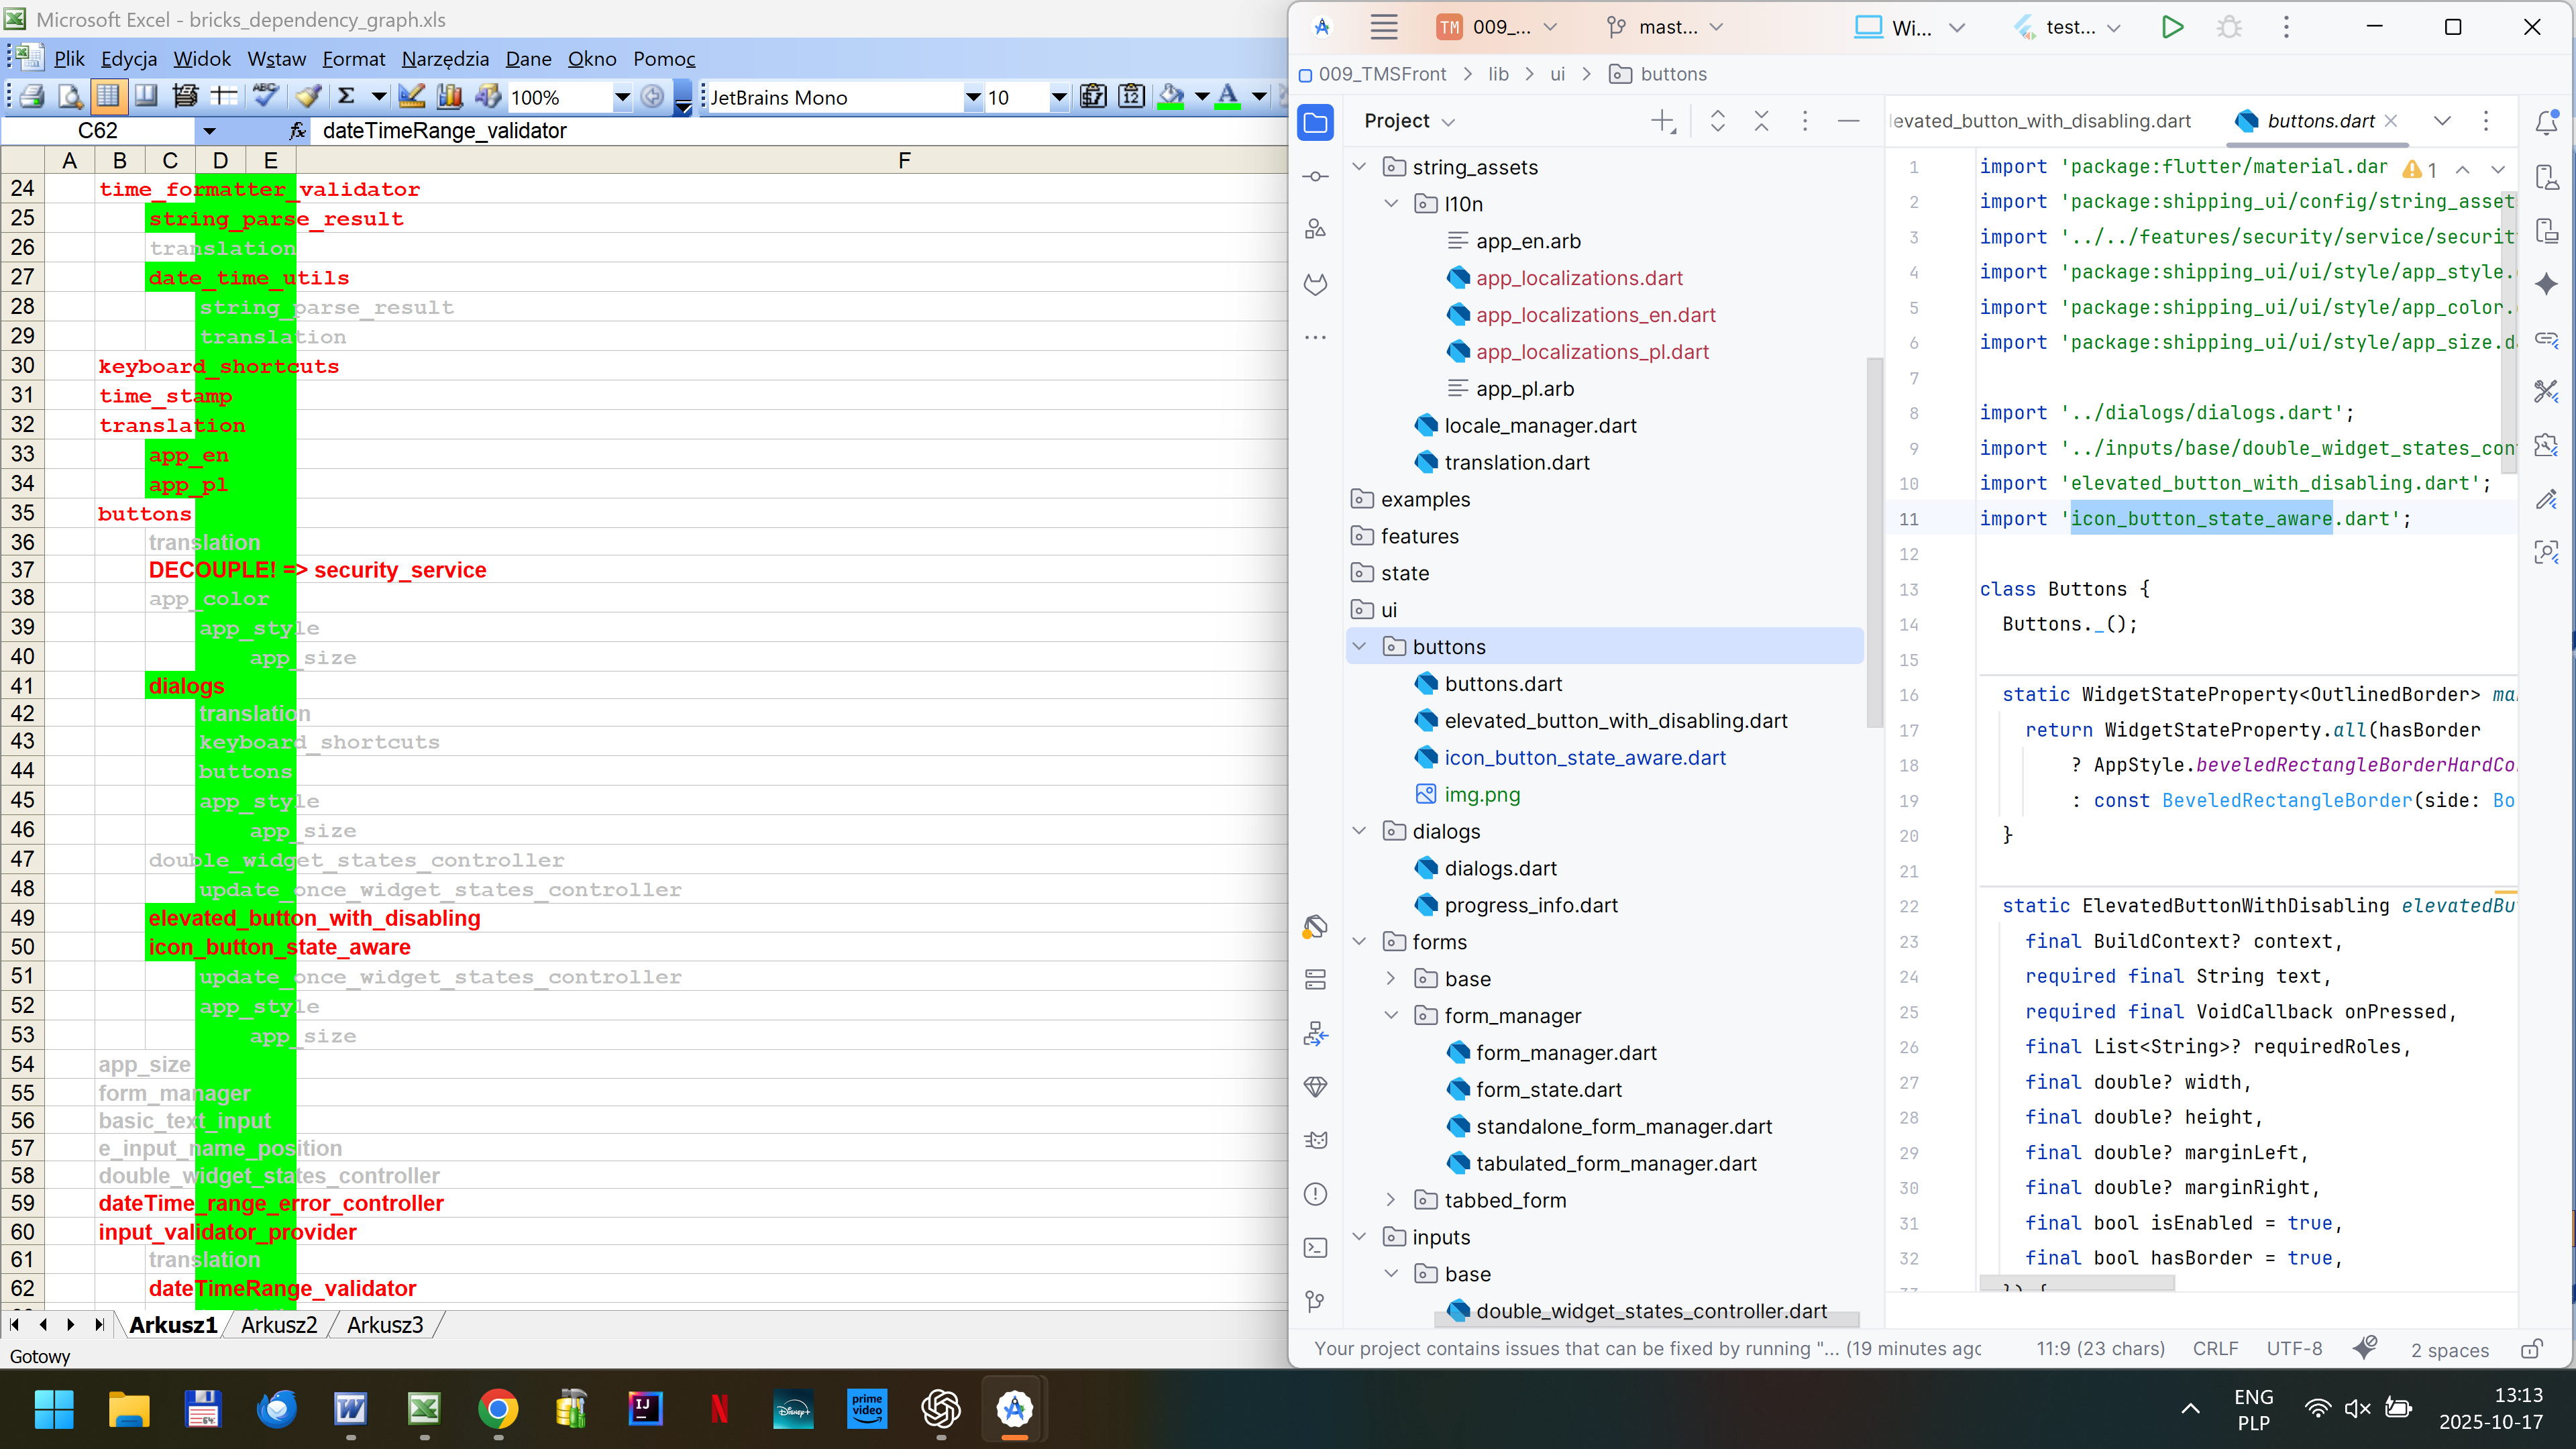 Microsoft Excel - bricks_dependency_graph.xls
Plik Edycja Widok Wstaw Format Narzędzia Dane Okno Pomoc
100% JetBrains Mono 10
C62 fx dateTimeRange_validator
A B C D E F
24 time_formatter_validator
25 string_parse_result
26 translation
27 date_time_utils
28 string_parse_result
29 translation
30 keyboard_shortcuts
31 time_stamp
32 translation
33 app_en
34 app_pl
35 buttons
36 translation
37 DECOUPLE! => security_service
38 app_color
39 app_style
40 app_size
41 dialogs
42 translation
43 keyboard_shortcuts
44 buttons
45 app_style
46 app_size
47 double_widget_states_controller
48 update_once_widget_states_controller
49 elevated_button_with_disabling
50 icon_button_state_aware
51 update_once_widget_states_controller
52 app_style
53 app_size
54 app_size
55 form_manager
56 basic_text_input
57 e_input_name_position
58 double_widget_states_controller
59 dateTime_range_error_controller
60 input_validator_provider
61 translation
62 dateTimeRange_validator
Arkusz1 Arkusz2 Arkusz3
Gotowy
TM 009_... mast... Wi... test...
009_TMSFront > lib > ui > buttons
Project
string_assets
l10n
app_en.arb
app_localizations.dart
app_localizations_en.dart
app_localizations_pl.dart
app_pl.arb
locale_manager.dart
translation.dart
examples
features
state
ui
buttons
buttons.dart
elevated_button_with_disabling.dart
icon_button_state_aware.dart
img.png
dialogs
dialogs.dart
progress_info.dart
forms
base
form_manager
form_manager.dart
form_state.dart
standalone_form_manager.dart
tabulated_form_manager.dart
tabbed_form
inputs
base
double_widget_states_controller.dart
levated_button_with_disabling.dart buttons.dart
1 import 'package:flutter/material.dar 1
2 import 'package:shipping_ui/config/string_asset
3 import '../../features/security/service/securit
4 import 'package:shipping_ui/ui/style/app_style.
5 import 'package:shipping_ui/ui/style/app_color.
6 import 'package:shipping_ui/ui/style/app_size.d
7
8 import '../dialogs/dialogs.dart';
9 import '../inputs/base/double_widget_states_con
10 import 'elevated_button_with_disabling.dart';
11 import 'icon_button_state_aware.dart';
12
13 class Buttons {
14 Buttons._();
15
16 static WidgetStateProperty<OutlinedBorder> ma
17 return WidgetStateProperty.all(hasBorder
18 ? AppStyle.beveledRectangleBorderHardCo
19 : const BeveledRectangleBorder(side: Bo
20 }
21
22 static ElevatedButtonWithDisabling elevatedBu
23 final BuildContext? context,
24 required final String text,
25 required final VoidCallback onPressed,
26 final List<String>? requiredRoles,
27 final double? width,
28 final double? height,
29 final double? marginLeft,
30 final double? marginRight,
31 final bool isEnabled = true,
32 final bool hasBorder = true,
Your project contains issues that can be fixed by running "... (19 minutes ago 11:9 (23 chars) CRLF UTF-8 2 spaces
64 W IJ N Disney+ prime video
ENG
PLP
13:13
2025-10-17